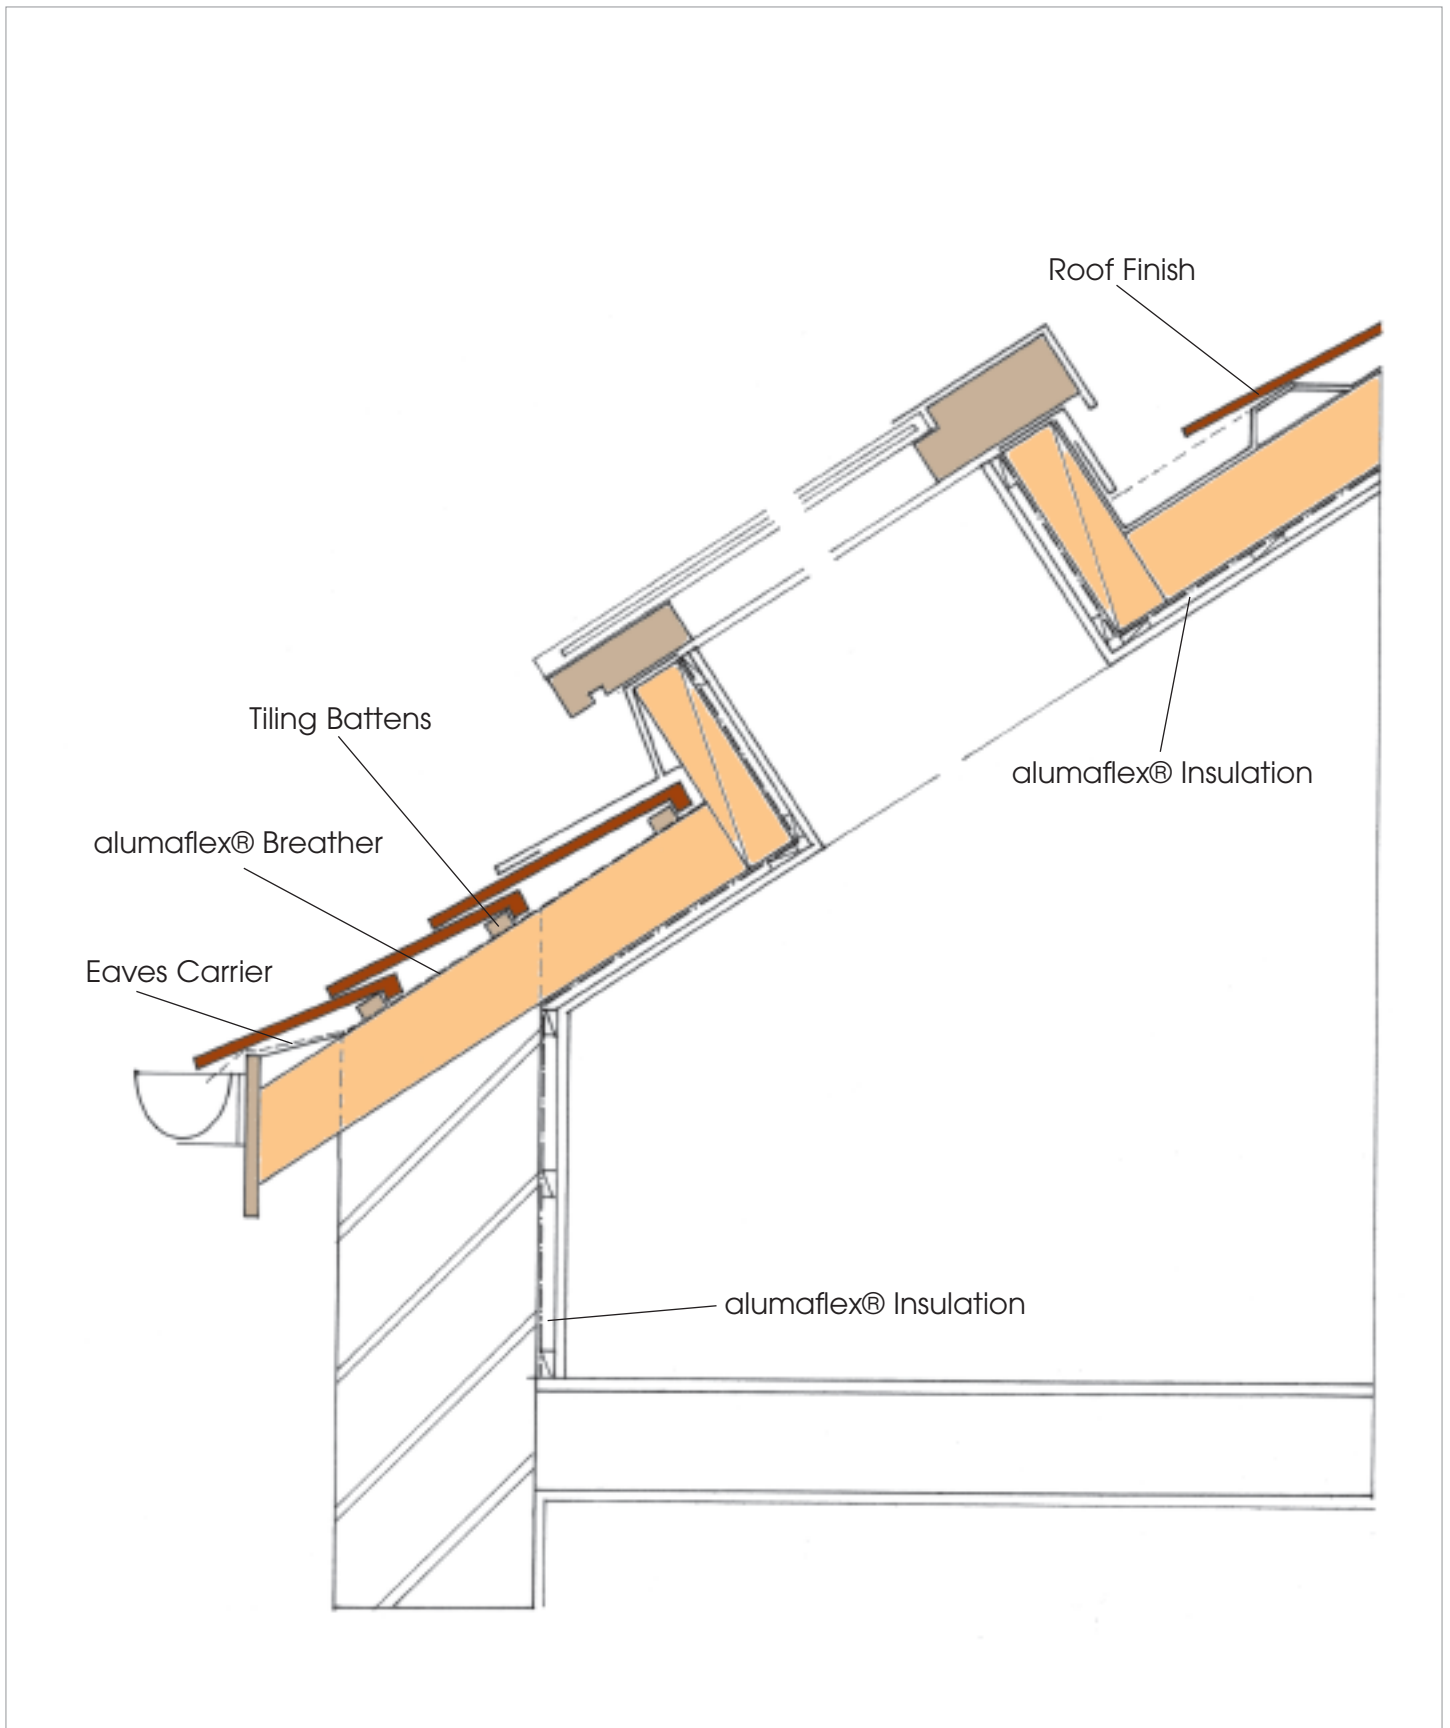 Roof Finish
Tiling Battens
alumaflex® Insulation
alumaflex® Breather
Eaves Carrier
alumaflex® Insulation